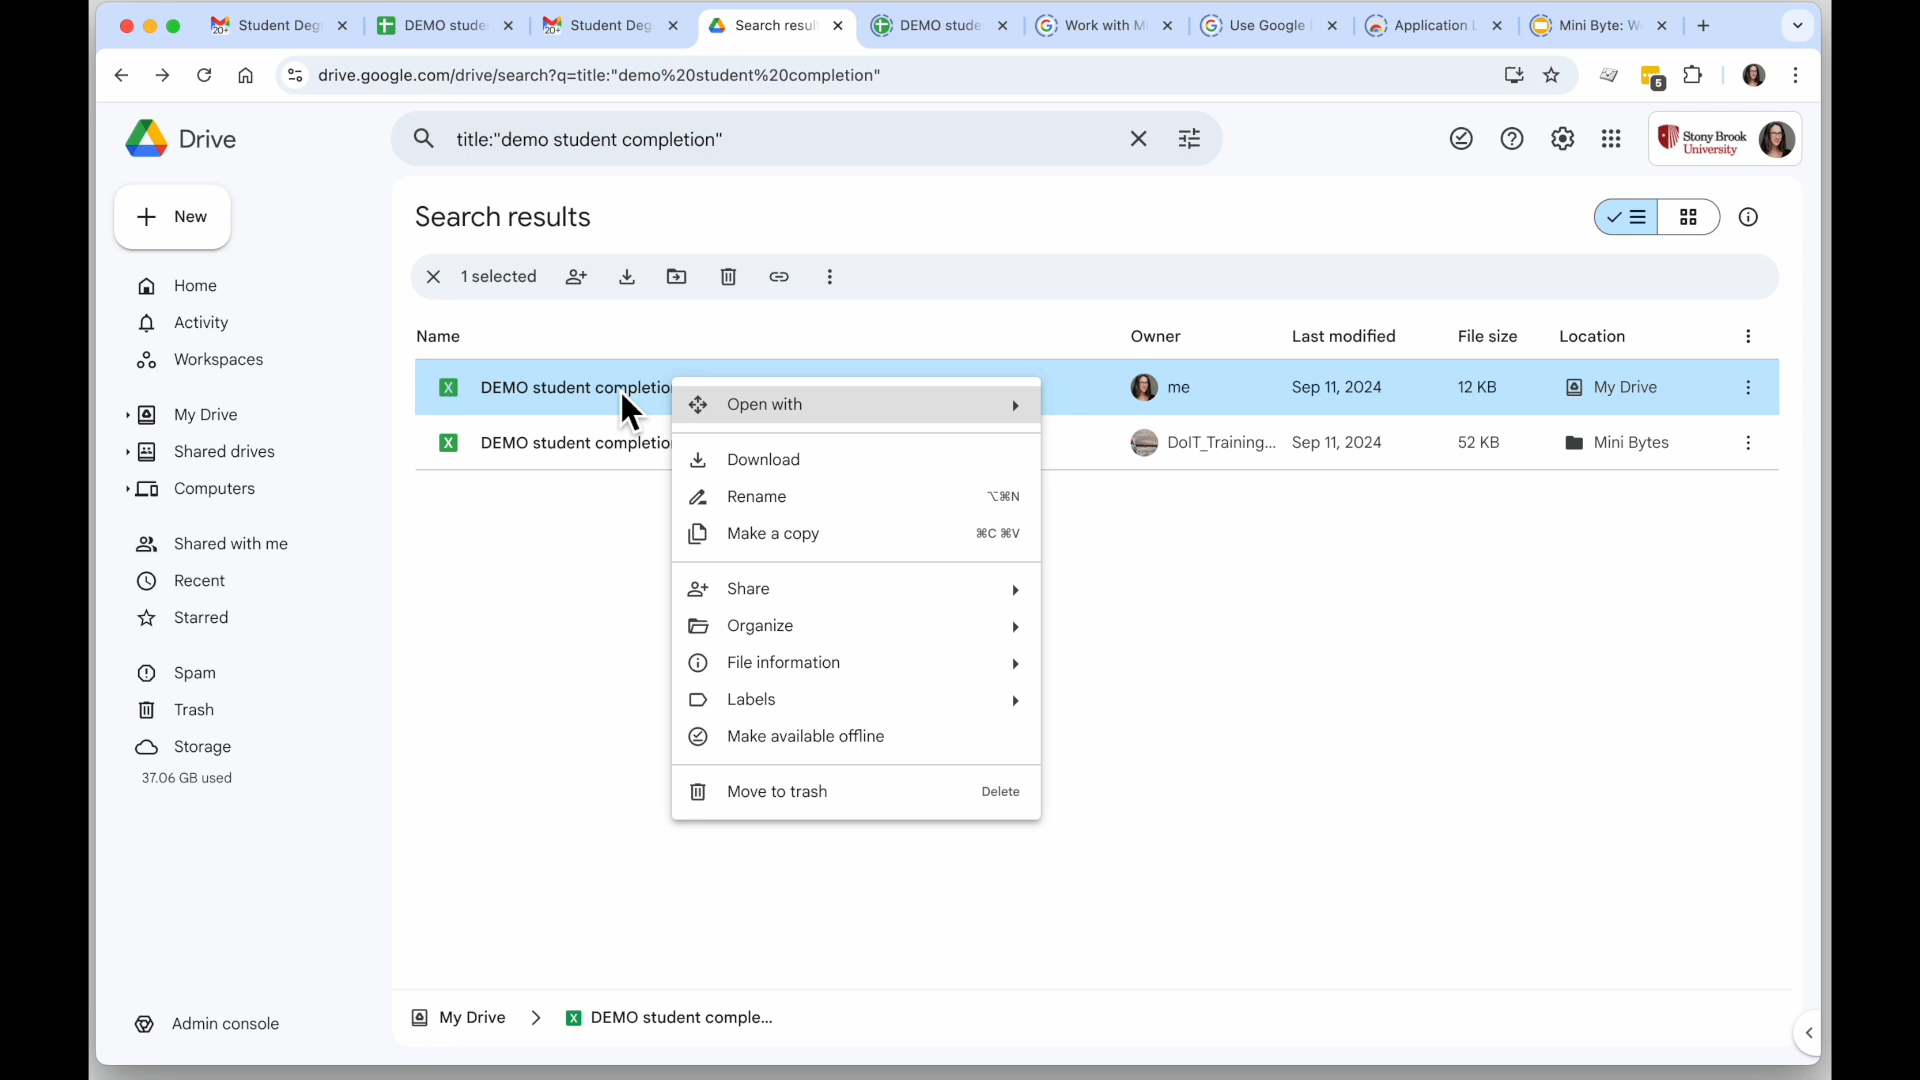 Student Deg
DEMO stude
Student Deg
Search resul
DEMO stude
Work with M
Use Google
Application L
Mini Byte: W
drive.google.com/drive/search?q=title:"demo%20student%20completion"
5
Drive
title:"demo student completion"
Stony Brook
University
New
Search results
1 selected
Home
Activity
Workspaces
My Drive
Shared drives
Computers
Shared with me
Recent
Starred
Spam
Trash
Storage
37.06 GB used
Admin console
Name Owner Last modified File size Location
DEMO student completio me Sep 11, 2024 12 KB My Drive
DEMO student completio DoIT_Training... Sep 11, 2024 52 KB Mini Bytes
Open with
Download
Rename ⌥⌘N
Make a copy ⌘C ⌘V
Share
Organize
File information
Labels
Make available offline
Move to trash Delete
My Drive > DEMO student comple...